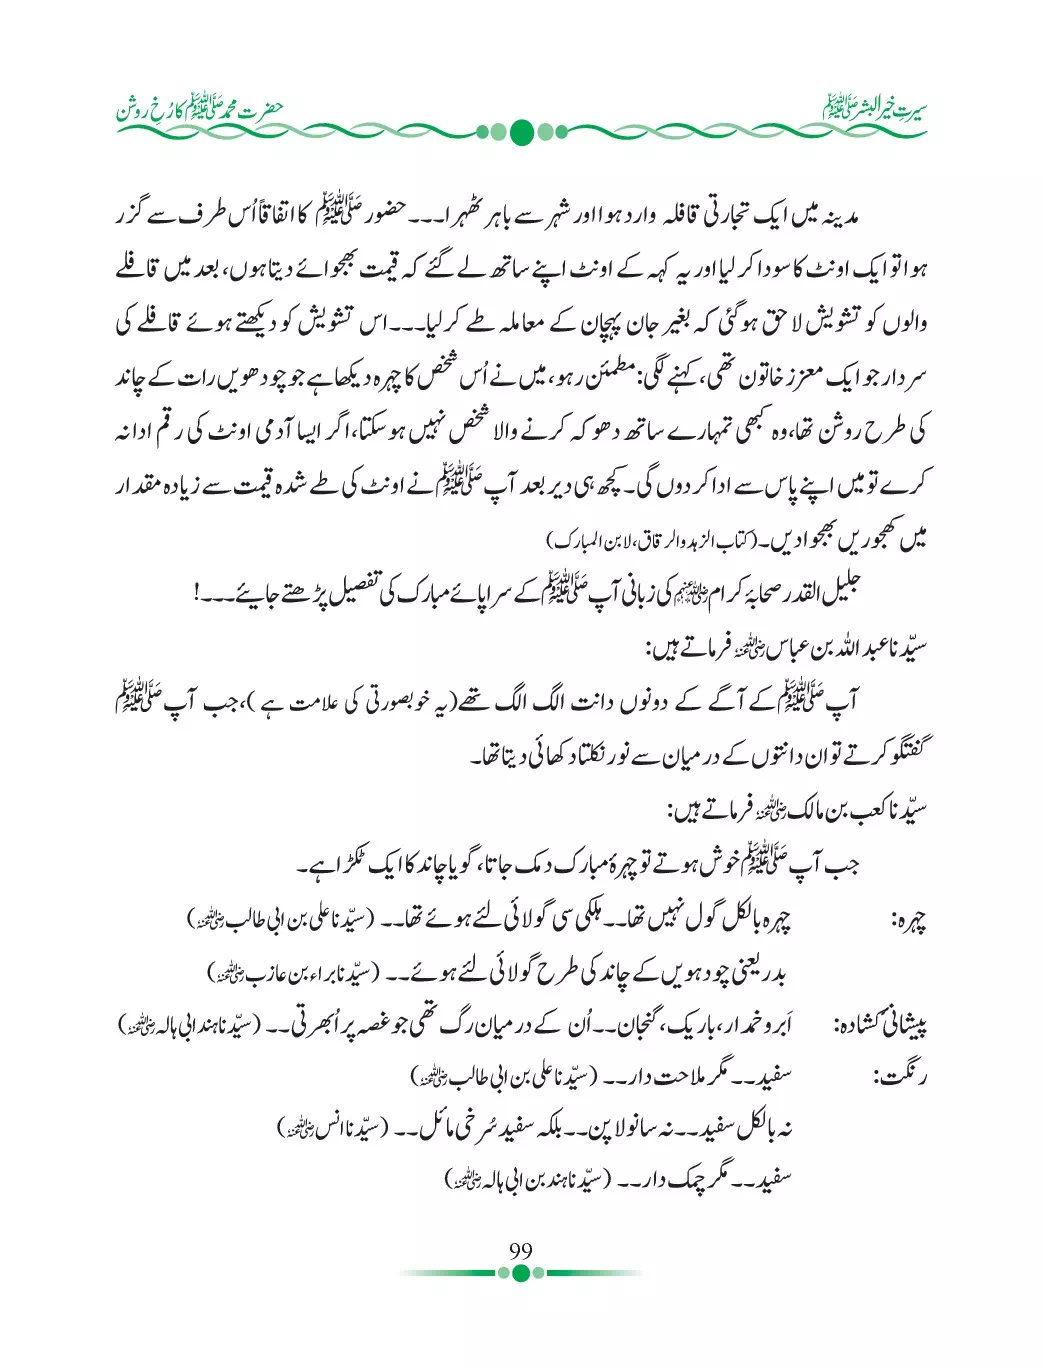 سیرتِ خیر البشر ﷺ
حضرت محمد ﷺ کا رُخِ روشن
مدینہ میں ایک تجارتی قافلہ وارد ہوا اور شہر سے باہر ٹھہرا۔۔۔ حضور ﷺ کا اتفاقاً اُس طرف سے گزر
ہوا تو ایک اونٹ کا سودا کر لیا اور یہ کہہ کے اونٹ اپنے ساتھ لے گئے کہ قیمت بھجوائے دیتا ہوں، بعد میں قافلے
والوں کو تشویش لاحق ہوگئی کہ بغیر جان پہچان کے معاملہ طے کر لیا۔۔۔ اس تشویش کو دیکھتے ہوئے قافلے کی
سردار جو ایک معزز خاتون تھی، کہنے لگی: مطمئن رہو، میں نے اُس شخص کا چہرہ دیکھا ہے جو چودھویں رات کے چاند
کی طرح روشن تھا، وہ کبھی تمہارے ساتھ دھوکہ کرنے والا شخص نہیں ہوسکتا، اگر ایسا آدمی اونٹ کی رقم ادا نہ
کرے تو میں اپنے پاس سے ادا کردوں گی۔ کچھ ہی دیر بعد آپ ﷺ نے اونٹ کی طے شدہ قیمت سے زیادہ مقدار
میں کھجوریں بھجوادیں۔ (کتاب الزہد والرقاق، لابن المبارک)
جلیل القدر صحابۂ کرام رضی اللہ عنہم کی زبانی آپ ﷺ کے سراپائے مبارک کی تفصیل پڑھتے جایئے۔۔۔!
سیّدنا عبد اللہ بن عباس رضی اللہ عنہ فرماتے ہیں:
آپ ﷺ کے آگے کے دونوں دانت الگ الگ تھے (یہ خوبصورتی کی علامت ہے)، جب آپ ﷺ
گفتگو کرتے تو ان دانتوں کے درمیان سے نور نکلتا دکھائی دیتا تھا۔
سیّدنا کعب بن مالک رضی اللہ عنہ فرماتے ہیں:
جب آپ ﷺ خوش ہوتے تو چہرۂ مبارک دمک جاتا، گویا چاند کا ایک ٹکڑا ہے۔
چہرہ: چہرہ بالکل گول نہیں تھا۔۔ ہلکی سی گولائی لئے ہوئے تھا۔۔ (سیّدنا علی بن ابی طالب رضی اللہ عنہ)
بدر یعنی چودہویں کے چاند کی طرح گولائی لئے ہوئے۔۔ (سیّدنا براء بن عازب رضی اللہ عنہ)
پیشانی کشادہ: اَبرو خمدار، باریک، گنجان۔۔ اُن کے درمیان رگ تھی جو غصہ پر اُبھرتی۔۔ (سیّدنا ہند ابی ہالہ رضی اللہ عنہ)
رنگت: سفید۔۔ مگر ملاحت دار۔۔ (سیّدنا علی بن ابی طالب رضی اللہ عنہ)
نہ بالکل سفید۔۔ نہ سانولا پن۔۔ بلکہ سفید سُرخی مائل۔۔ (سیّدنا انس رضی اللہ عنہ)
سفید۔۔ مگر چمک دار۔۔ (سیّدنا ہند بن ابی ہالہ رضی اللہ عنہ)
99